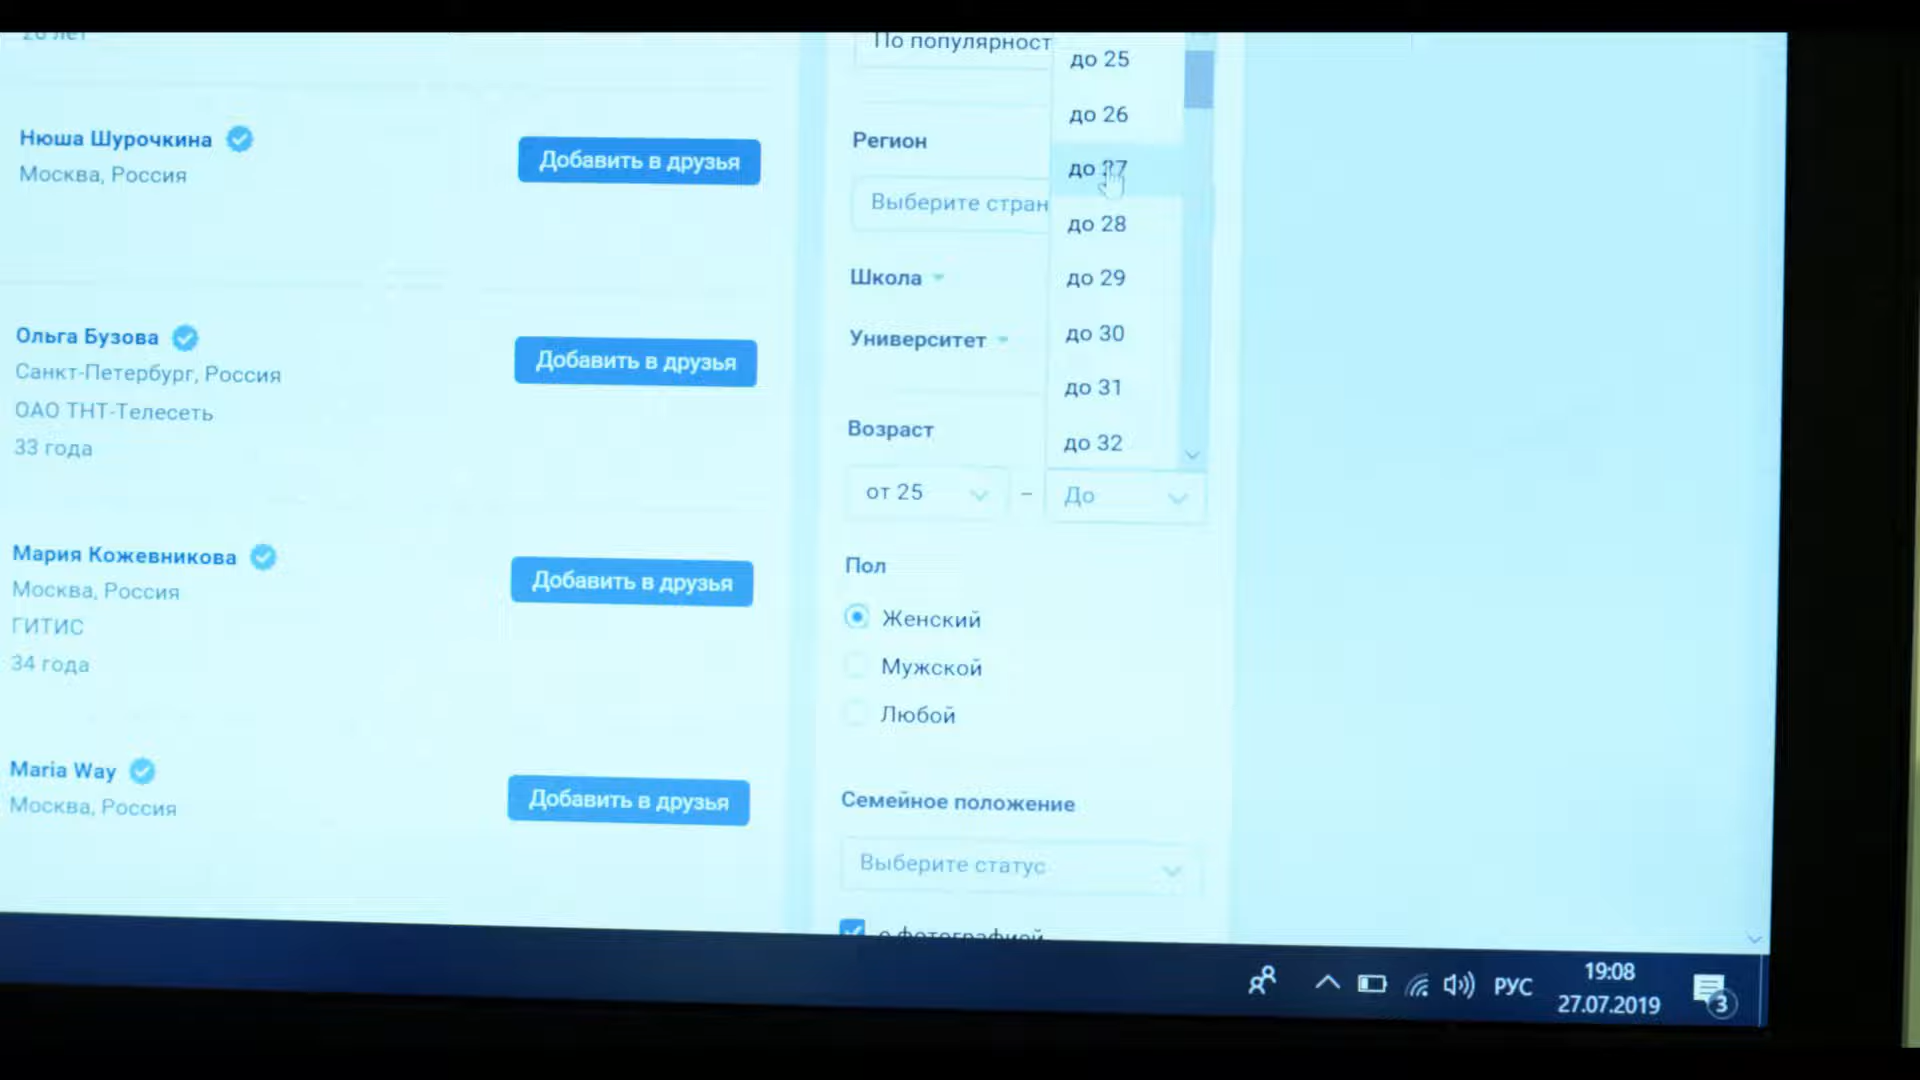 Нюша Шурочкина
Москва, Россия
Добавить в друзья
Ольга Бузова
Санкт-Петербург, Россия
ОАО ТНТ-Телесеть
33 года
Добавить в друзья
Мария Кожевникова
Москва, Россия
ГИТИС
34 года
Добавить в друзья
Maria Way
Москва, Россия
Добавить в друзья
По популярност
Регион
Выберите стран
Школа
Университет
Возраст
от 25
–
До
до 25
до 26
до 27
до 28
до 29
до 30
до 31
до 32
Пол
Женский
Мужской
Любой
Семейное положение
Выберите статус
с фотографией
РУС
19:08
27.07.2019
3